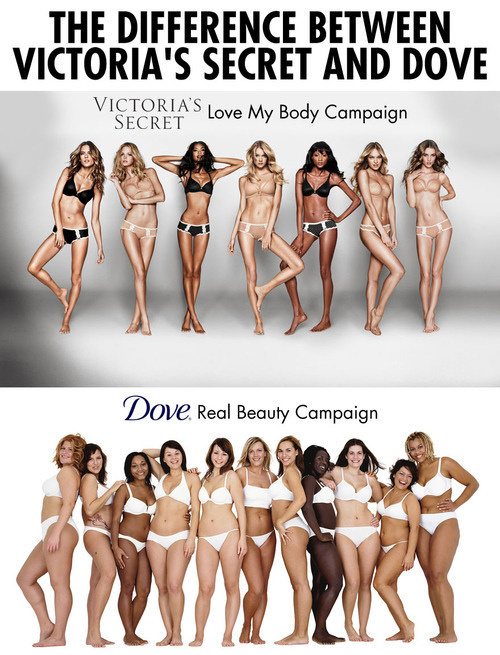 THE DIFFERENCE BETWEEN
VICTORIA'S SECRET AND DOVE
VICTORIA'S
SECRET
Love My Body Campaign
Dove Real Beauty Campaign